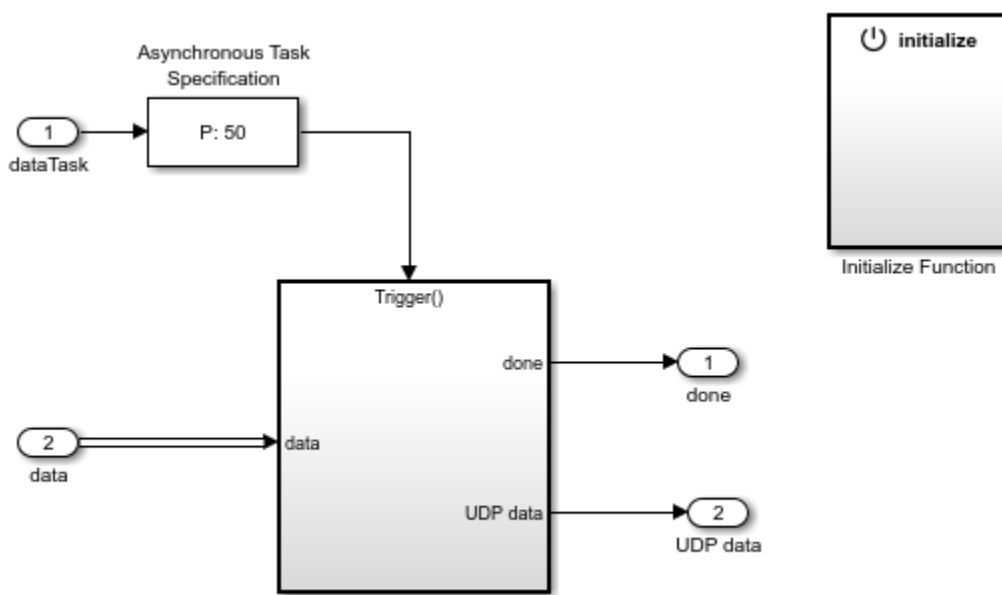 initialize
Initialize Function
Asynchronous Task
Specification
1
dataTask
P: 50
Trigger()
done
1
done
2
data
data
UDP data
2
UDP data